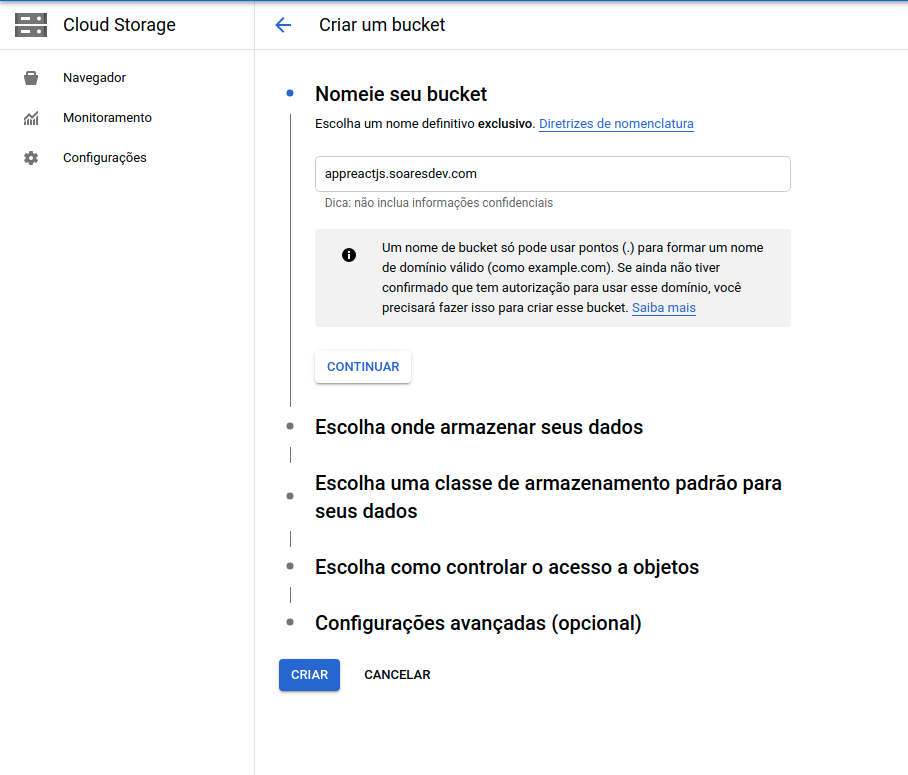 Cloud Storage
Criar um bucket
Navegador
Monitoramento
Configurações
Nomeie seu bucket
Escolha um nome definitivo exclusivo. Diretrizes de nomenclatura
appreactjs.soaresdev.com
Dica: não inclua informações confidenciais
Um nome de bucket só pode usar pontos (.) para formar um nome
de domínio válido (como example.com). Se ainda não tiver
confirmado que tem autorização para usar esse domínio, você
precisará fazer isso para criar esse bucket. Saiba mais
CONTINUAR
Escolha onde armazenar seus dados
Escolha uma classe de armazenamento padrão para
seus dados
Escolha como controlar o acesso a objetos
Configurações avançadas (opcional)
CRIAR
CANCELAR